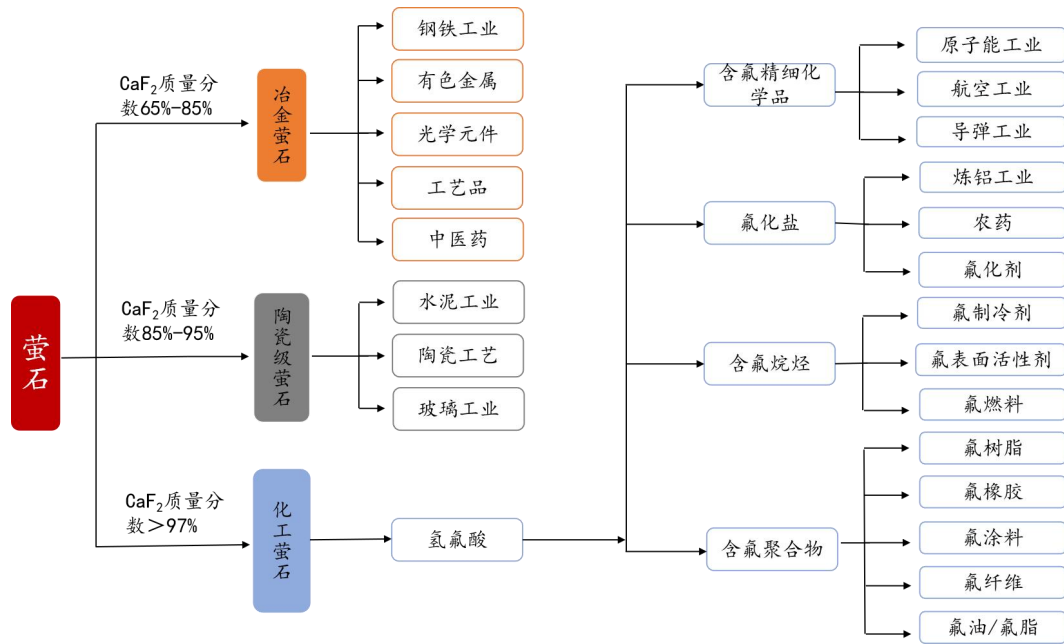 萤石
CaF₂质量分
数65%-85%
冶金萤石
钢铁工业
有色金属
光学元件
工艺品
中医药
CaF₂质量分
数85%-95%
陶瓷级萤石
水泥工业
陶瓷工艺
玻璃工业
CaF₂质量分
数＞97%
化工萤石
氢氟酸
含氟精细化
学品
原子能工业
航空工业
导弹工业
氟化盐
炼铝工业
农药
氟化剂
含氟烷烃
氟制冷剂
氟表面活性剂
氟燃料
含氟聚合物
氟树脂
氟橡胶
氟涂料
氟纤维
氟油/氟脂